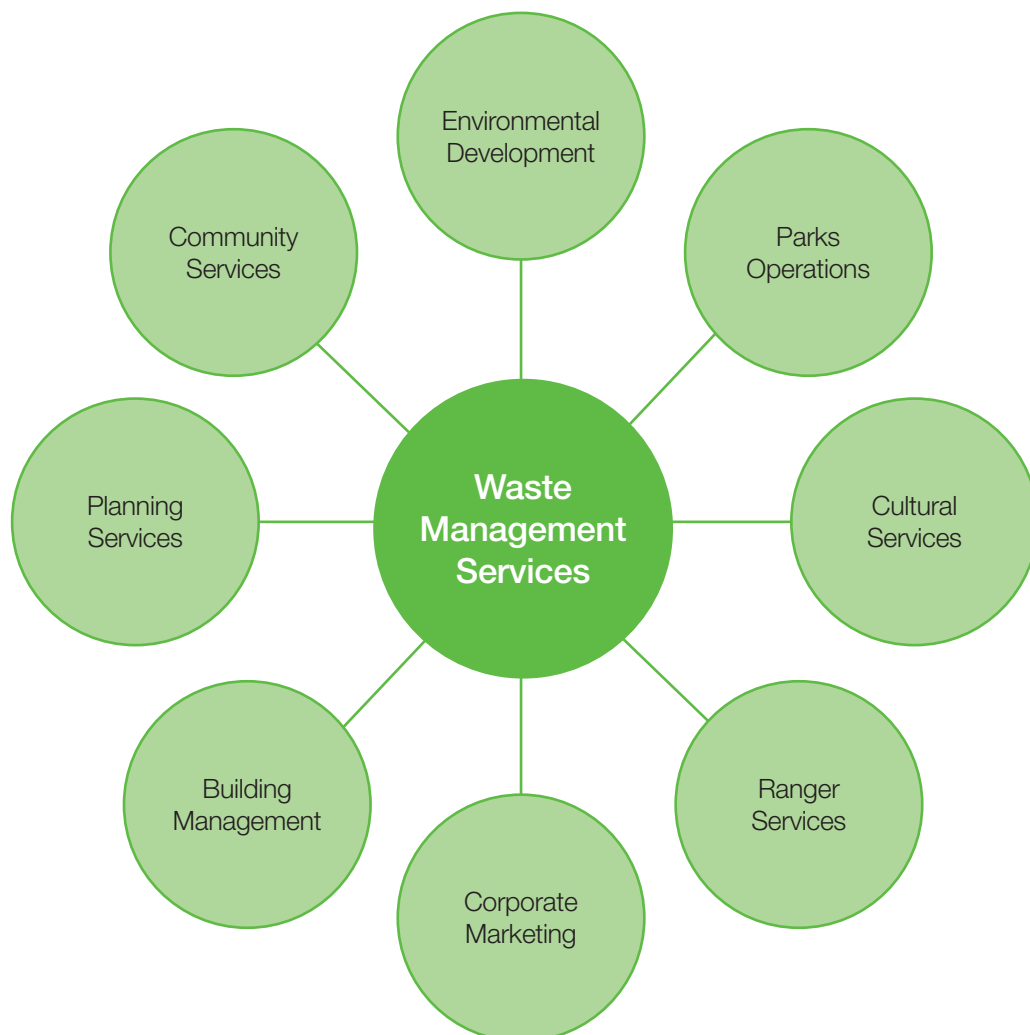 Environmental
Development
Community
Services
Parks
Operations
Planning
Services
Waste
Management
Services
Cultural
Services
Building
Management
Ranger
Services
Corporate
Marketing